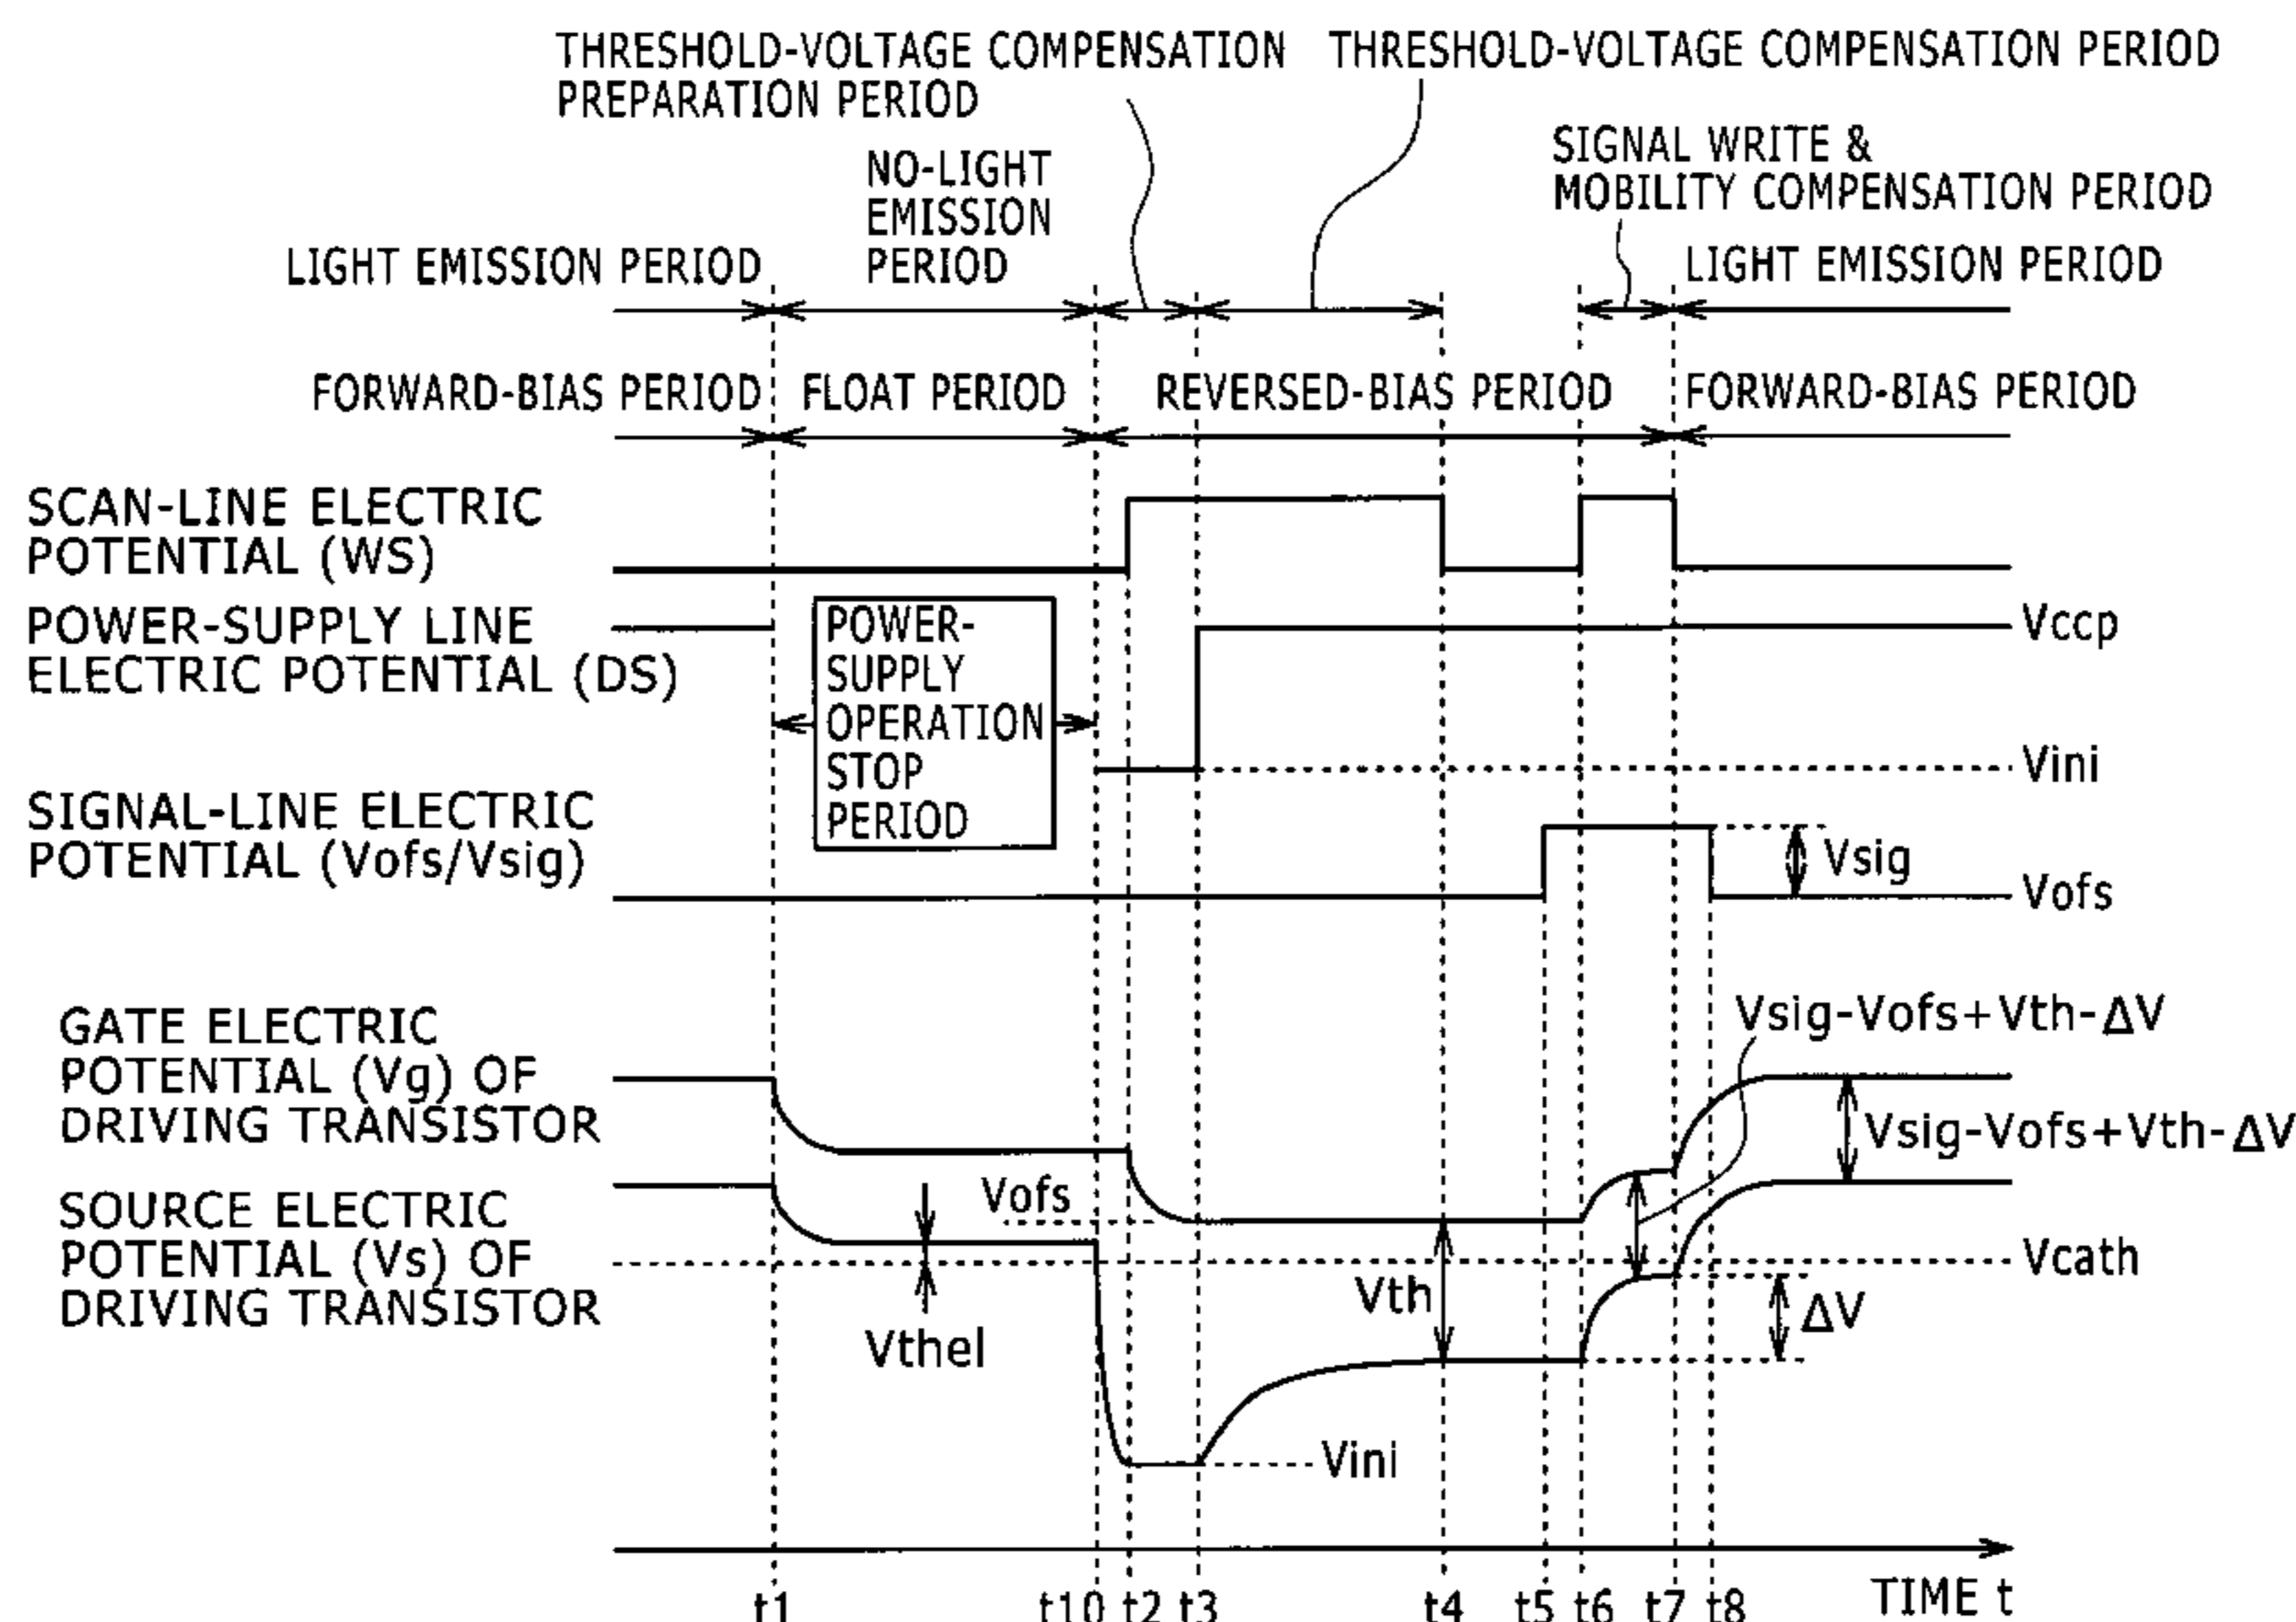 THRESHOLD-VOLTAGE COMPENSATION
PREPARATION PERIOD
THRESHOLD-VOLTAGE COMPENSATION PERIOD
NO-LIGHT
EMISSION
PERIOD
SIGNAL WRITE &
MOBILITY COMPENSATION PERIOD
LIGHT EMISSION PERIOD
LIGHT EMISSION PERIOD
FORWARD-BIAS PERIOD
FLOAT PERIOD
REVERSED-BIAS PERIOD
FORWARD-BIAS PERIOD
SCAN-LINE ELECTRIC
POTENTIAL (WS)
POWER-SUPPLY LINE
ELECTRIC POTENTIAL (DS)
POWER-
SUPPLY
OPERATION
STOP
PERIOD
Vccp
Vini
SIGNAL-LINE ELECTRIC
POTENTIAL (Vofs/Vsig)
Vsig
Vofs
GATE ELECTRIC
POTENTIAL (Vg) OF
DRIVING TRANSISTOR
Vsig-Vofs+Vth-ΔV
Vsig-Vofs+Vth-ΔV
SOURCE ELECTRIC
POTENTIAL (Vs) OF
DRIVING TRANSISTOR
Vofs
Vcath
Vthel
Vth
ΔV
Vini
t1
t10
t2
t3
t4
t5
t6
t7
t8
TIME t